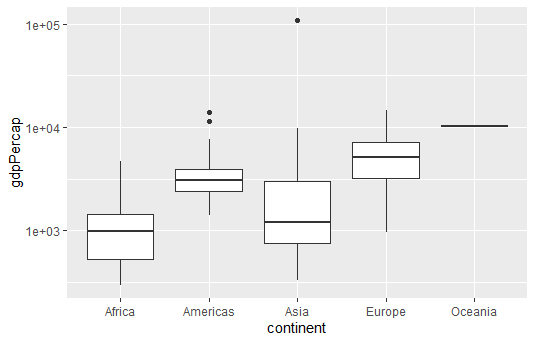 1e+05
1e+04
1e+03
gdpPercap
Africa Americas Asia Europe Oceania
continent